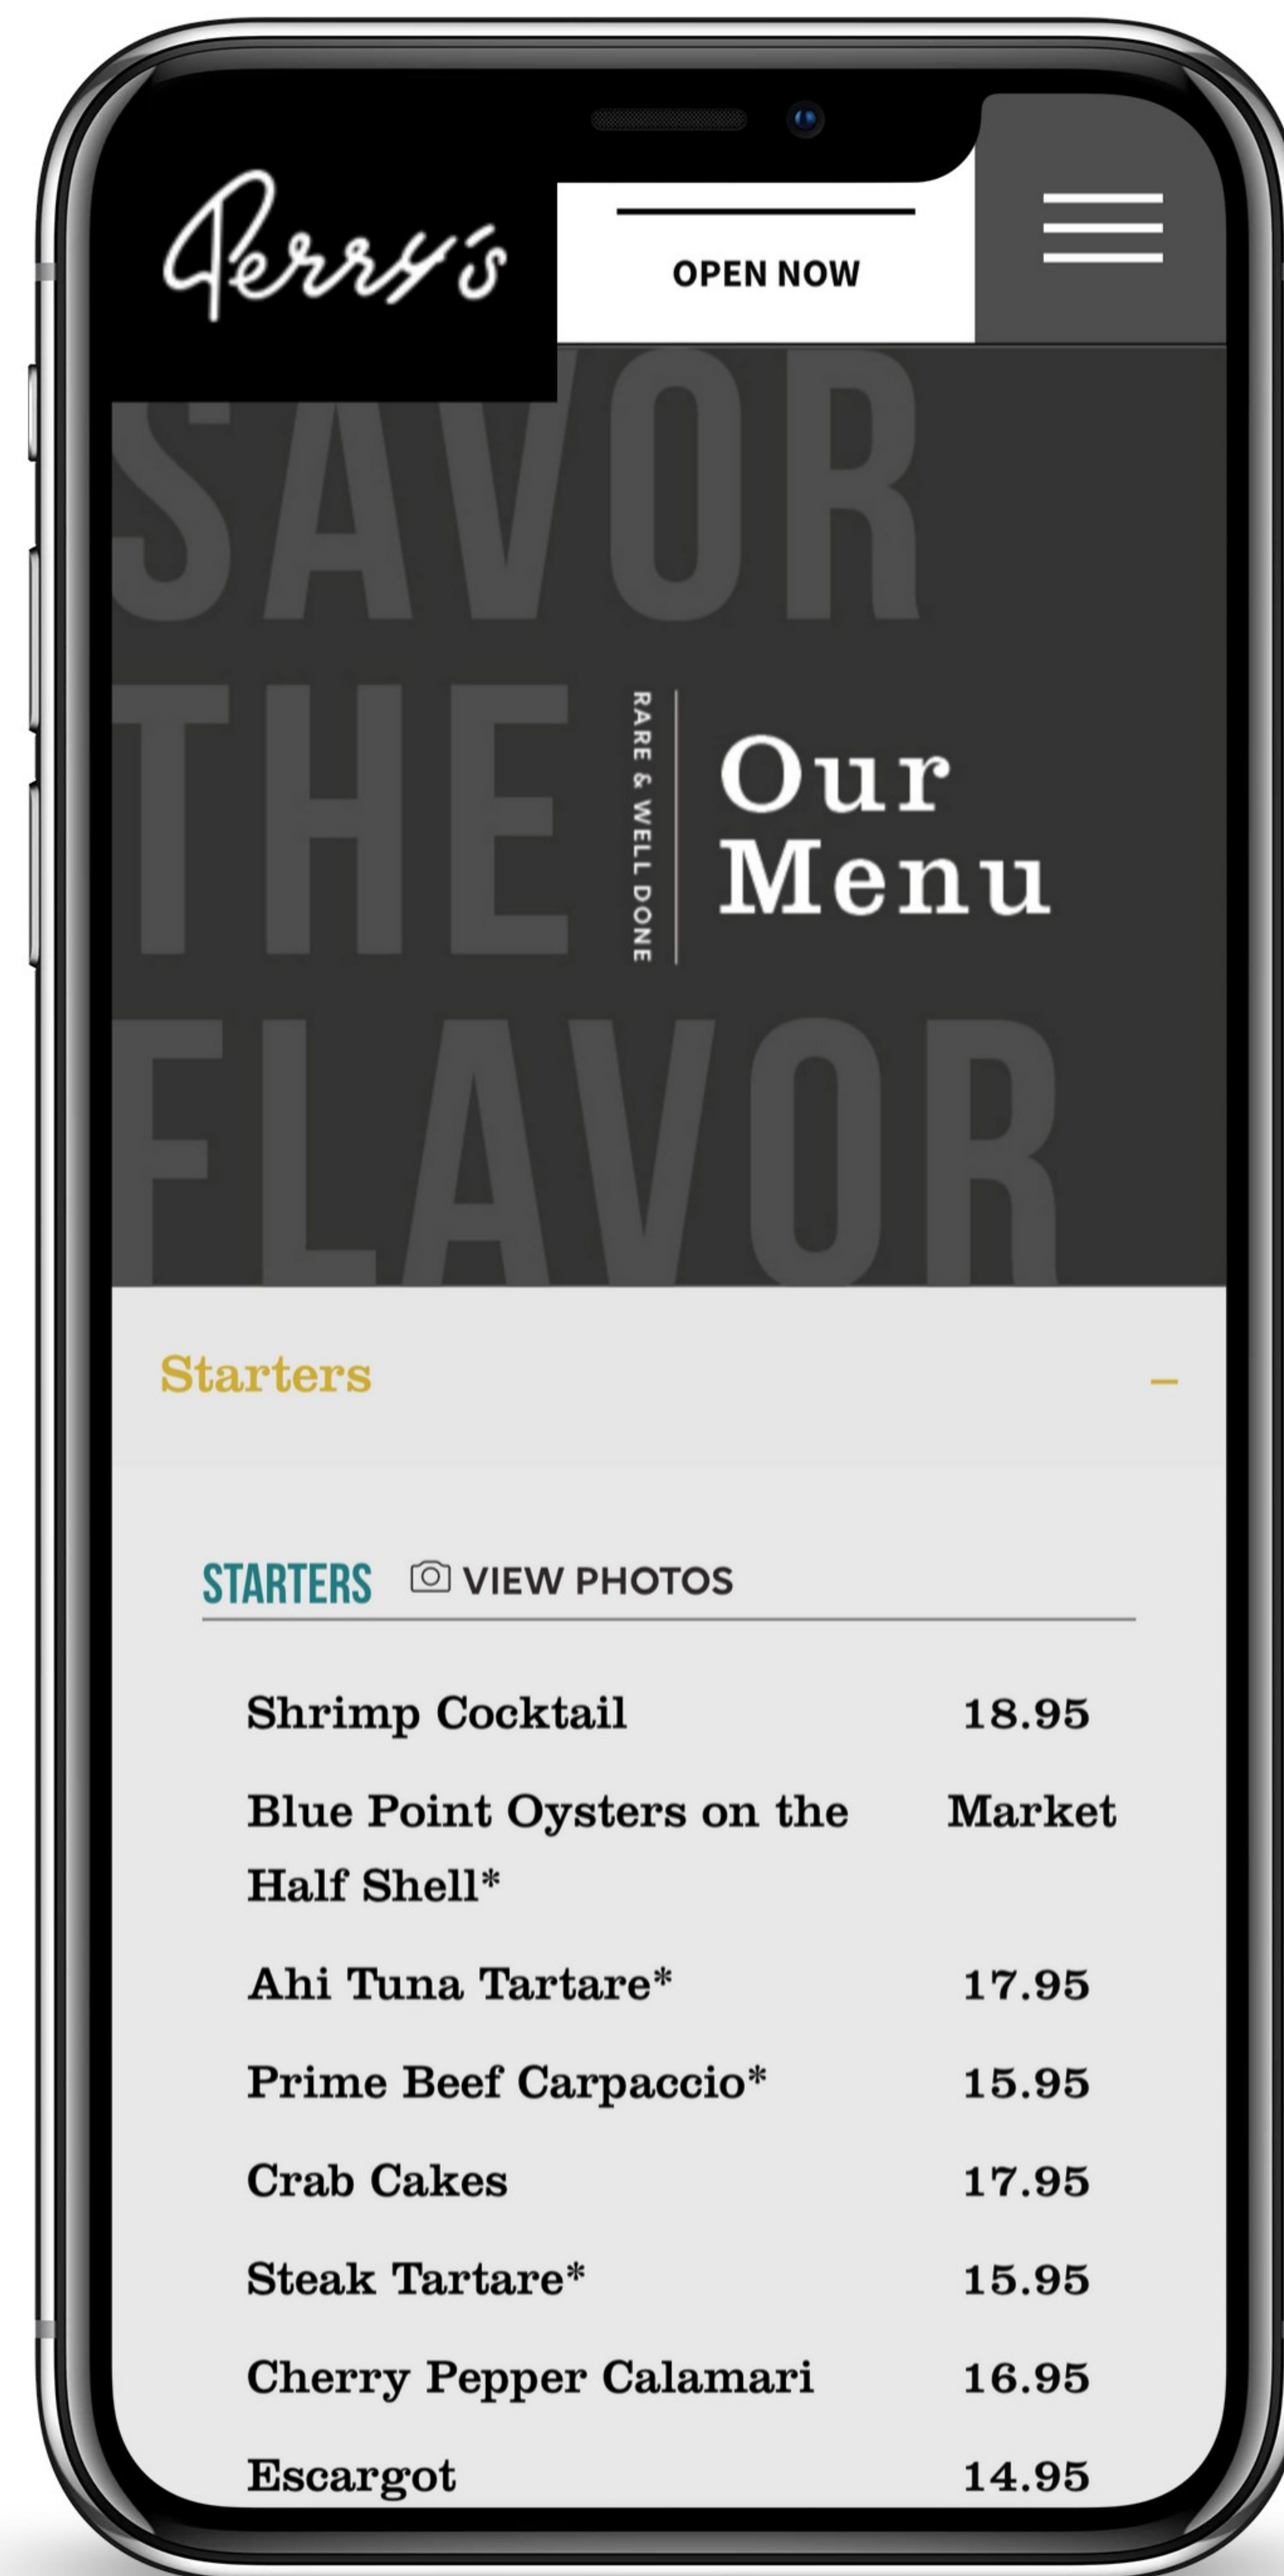 Perry's
OPEN NOW
SAVOR
THE
FLAVOR
RARE & WELL DONE
Our
Menu
Starters –
STARTERS VIEW PHOTOS
Shrimp Cocktail 18.95
Blue Point Oysters on the Market
Half Shell*
Ahi Tuna Tartare* 17.95
Prime Beef Carpaccio* 15.95
Crab Cakes 17.95
Steak Tartare* 15.95
Cherry Pepper Calamari 16.95
Escargot 14.95